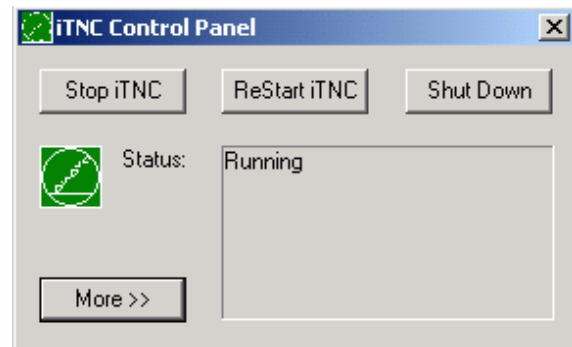 iTNC Control Panel
Stop iTNC ReStart iTNC Shut Down
Status: Running
More >>